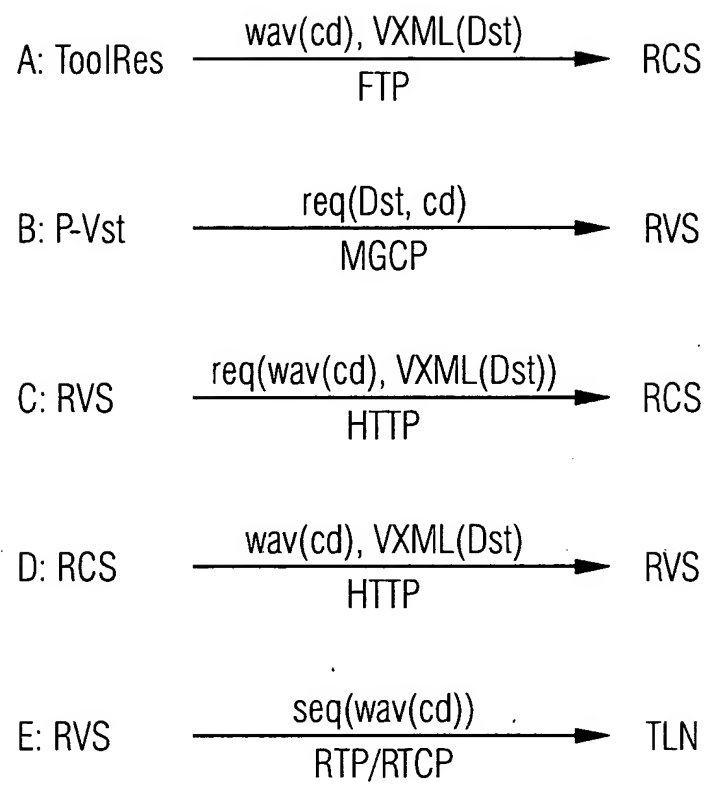 wav(cd), VXML(Dst)
A: ToolRes RCS
FTP
req(Dst, cd)
B: P-Vst RVS
MGCP
req(wav(cd), VXML(Dst))
C: RVS RCS
HTTP
wav(cd), VXML(Dst)
D: RCS RVS
HTTP
seq(wav(cd))
E: RVS TLN
RTP/RTCP